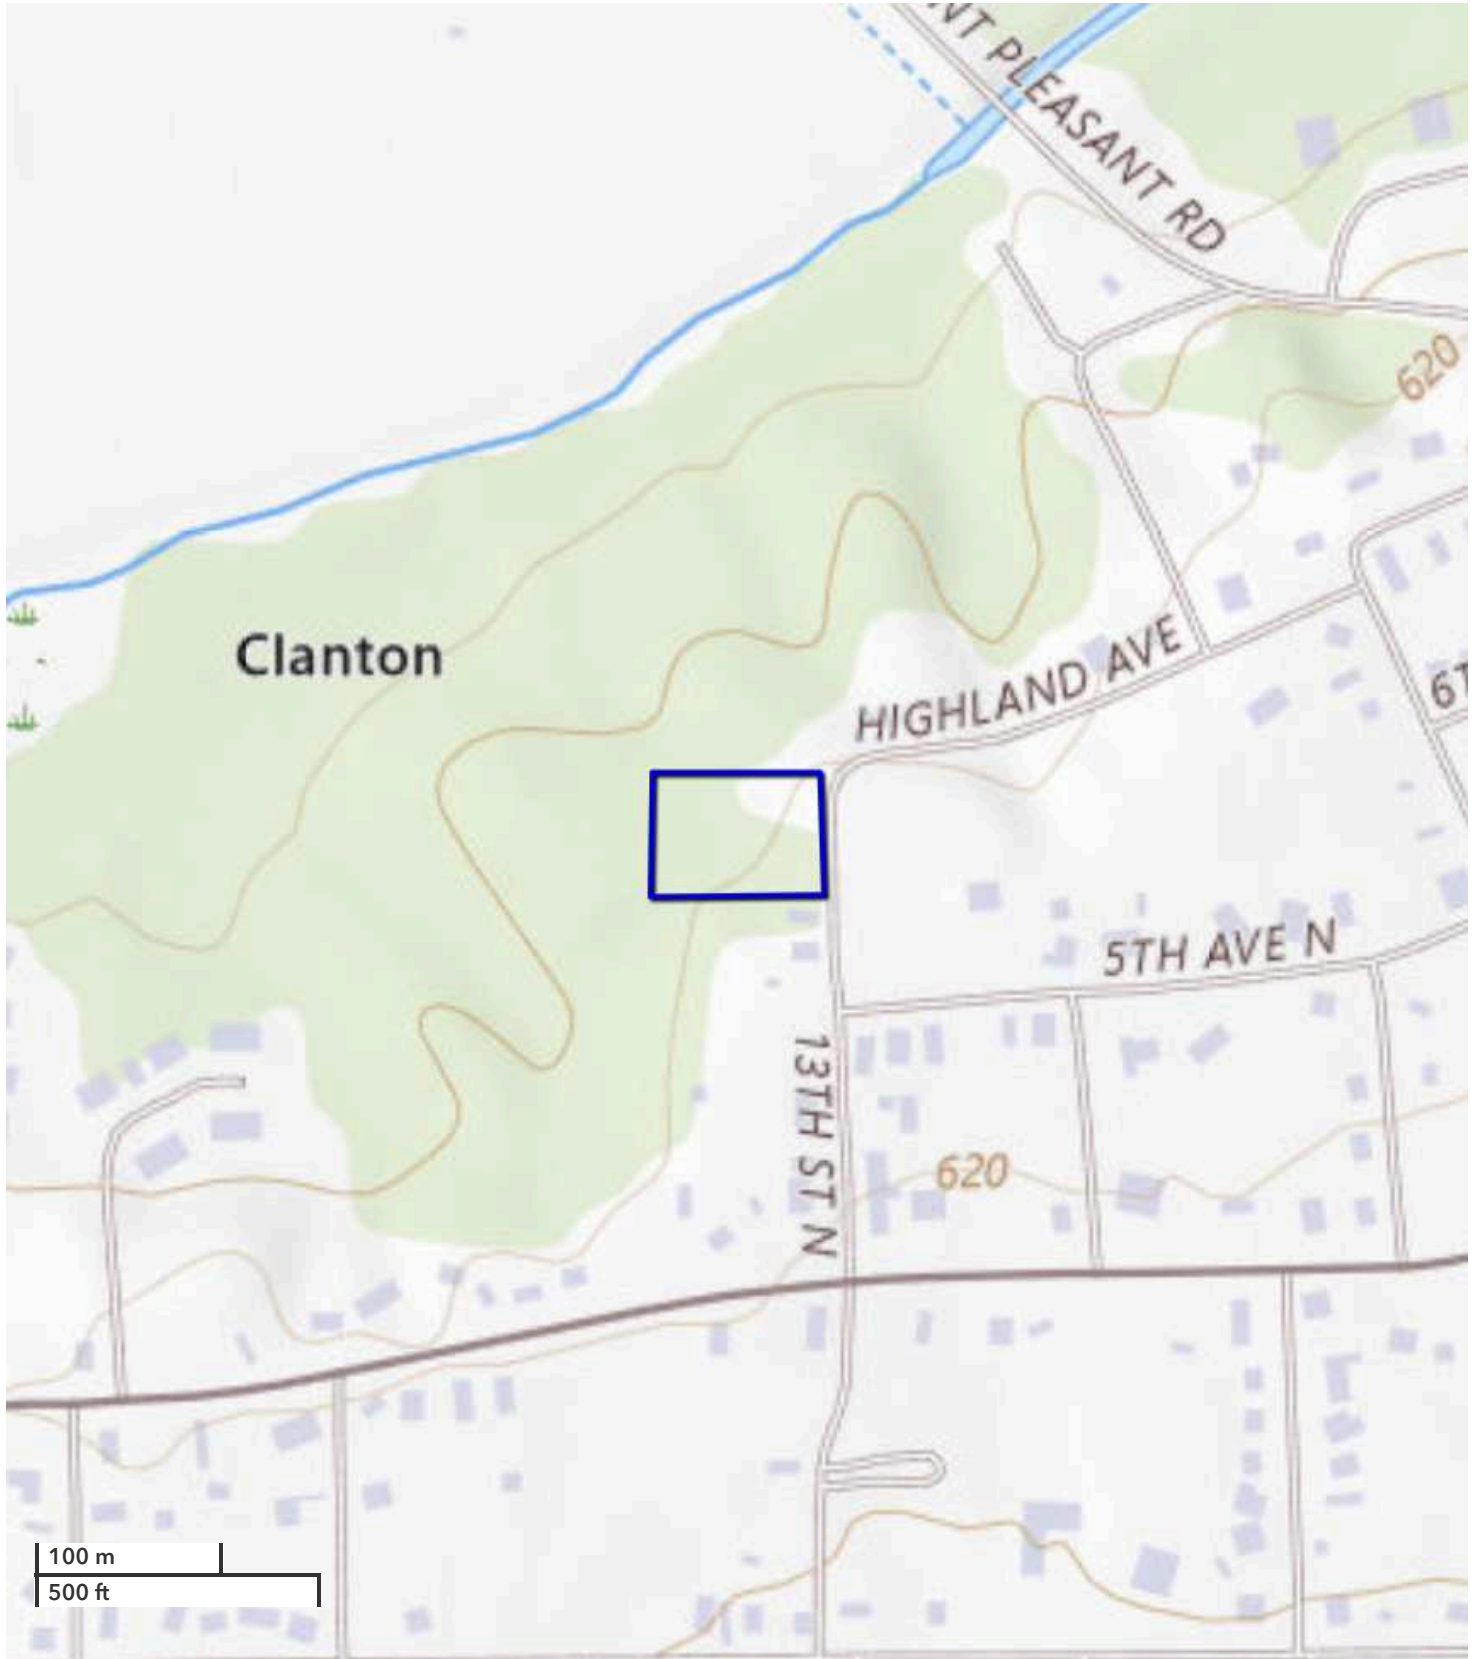 NT PLEASANT RD
620
Clanton
HIGHLAND AVE
6T
5TH AVE N
13TH ST N
620
100 m
500 ft